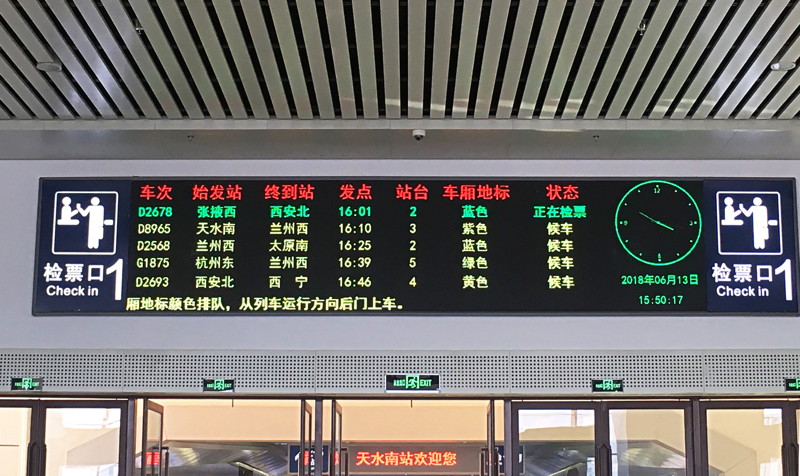 检票口1
Check in
车次 始发站 终到站 发点 站台 车厢地标 状态
D2678 张掖西 西安北 16:01 2 蓝色 正在检票
D8965 天水南 兰州西 16:10 3 紫色 候车
D2568 兰州西 太原南 16:25 2 蓝色 候车
G1875 杭州东 兰州西 16:39 5 绿色 候车
D2693 西安北 西 宁 16:46 4 黄色 候车
厢地标颜色排队，从列车运行方向后门上车。
12
3
6
9
2018年06月13日
15:50:17
检票口1
Check in
EXIT
EXIT
EXIT
天水南站欢迎您